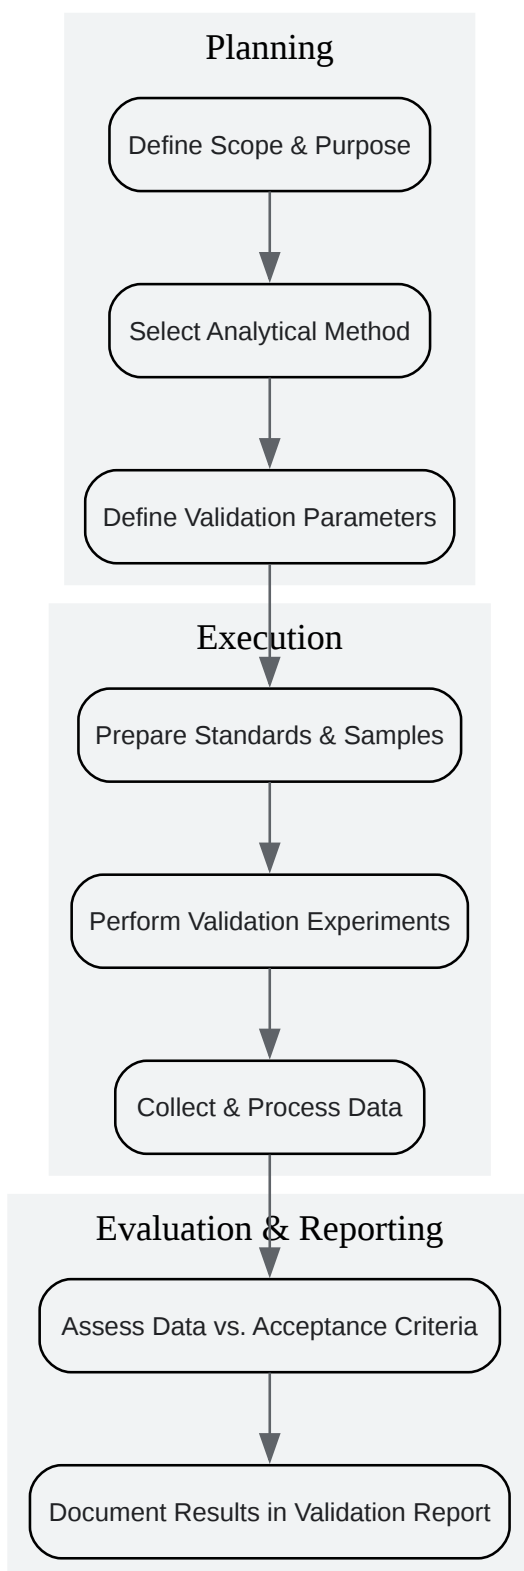 Planning
Define Scope & Purpose
Select Analytical Method
Define Validation Parameters
Execution
Prepare Standards & Samples
Perform Validation Experiments
Collect & Process Data
Evaluation & Reporting
Assess Data vs. Acceptance Criteria
Document Results in Validation Report